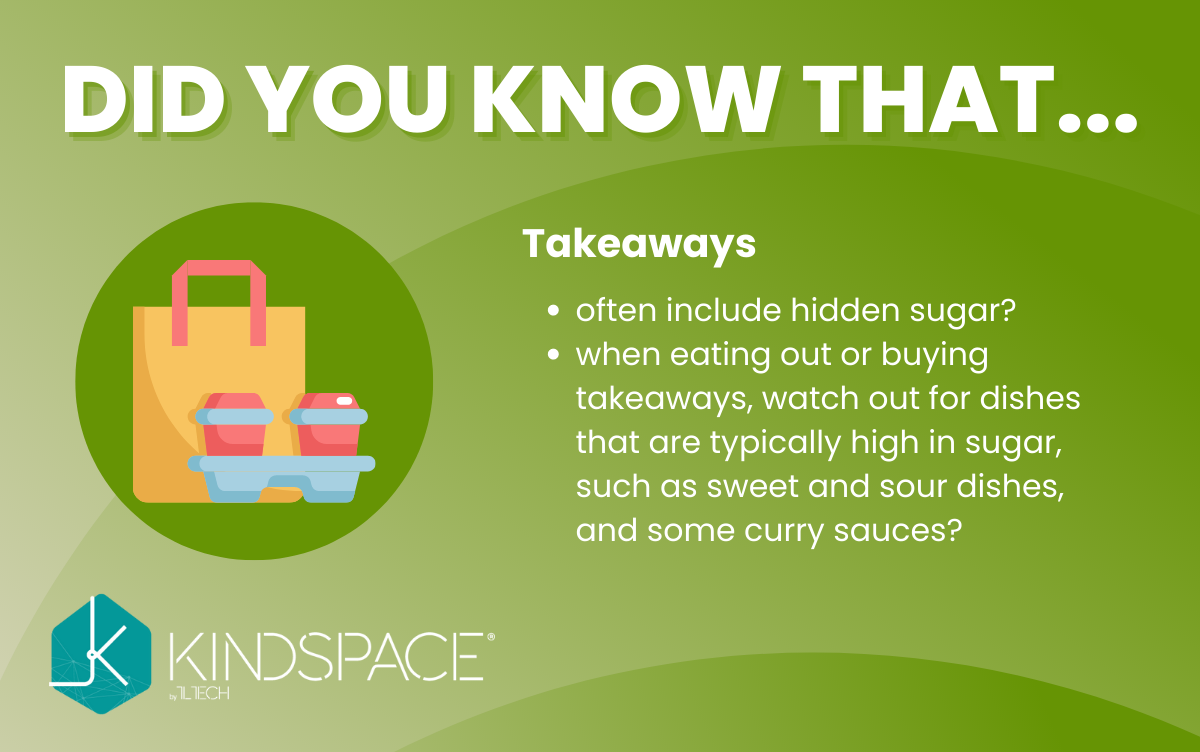 DID YOU KNOW THAT...
Takeaways
• often include hidden sugar?
• when eating out or buying
takeaways, watch out for dishes
that are typically high in sugar,
such as sweet and sour dishes,
and some curry sauces?
KINDSPACE®
by TLTECH